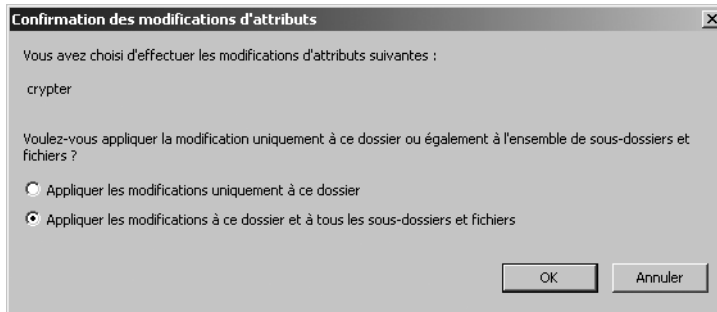 Confirmation des modifications d'attributs
Vous avez choisi d'effectuer les modifications d'attributs suivantes :
crypter
Voulez-vous appliquer la modification uniquement à ce dossier ou également à l'ensemble de sous-dossiers et
fichiers ?
Appliquer les modifications uniquement à ce dossier
Appliquer les modifications à ce dossier et à tous les sous-dossiers et fichiers
OK Annuler